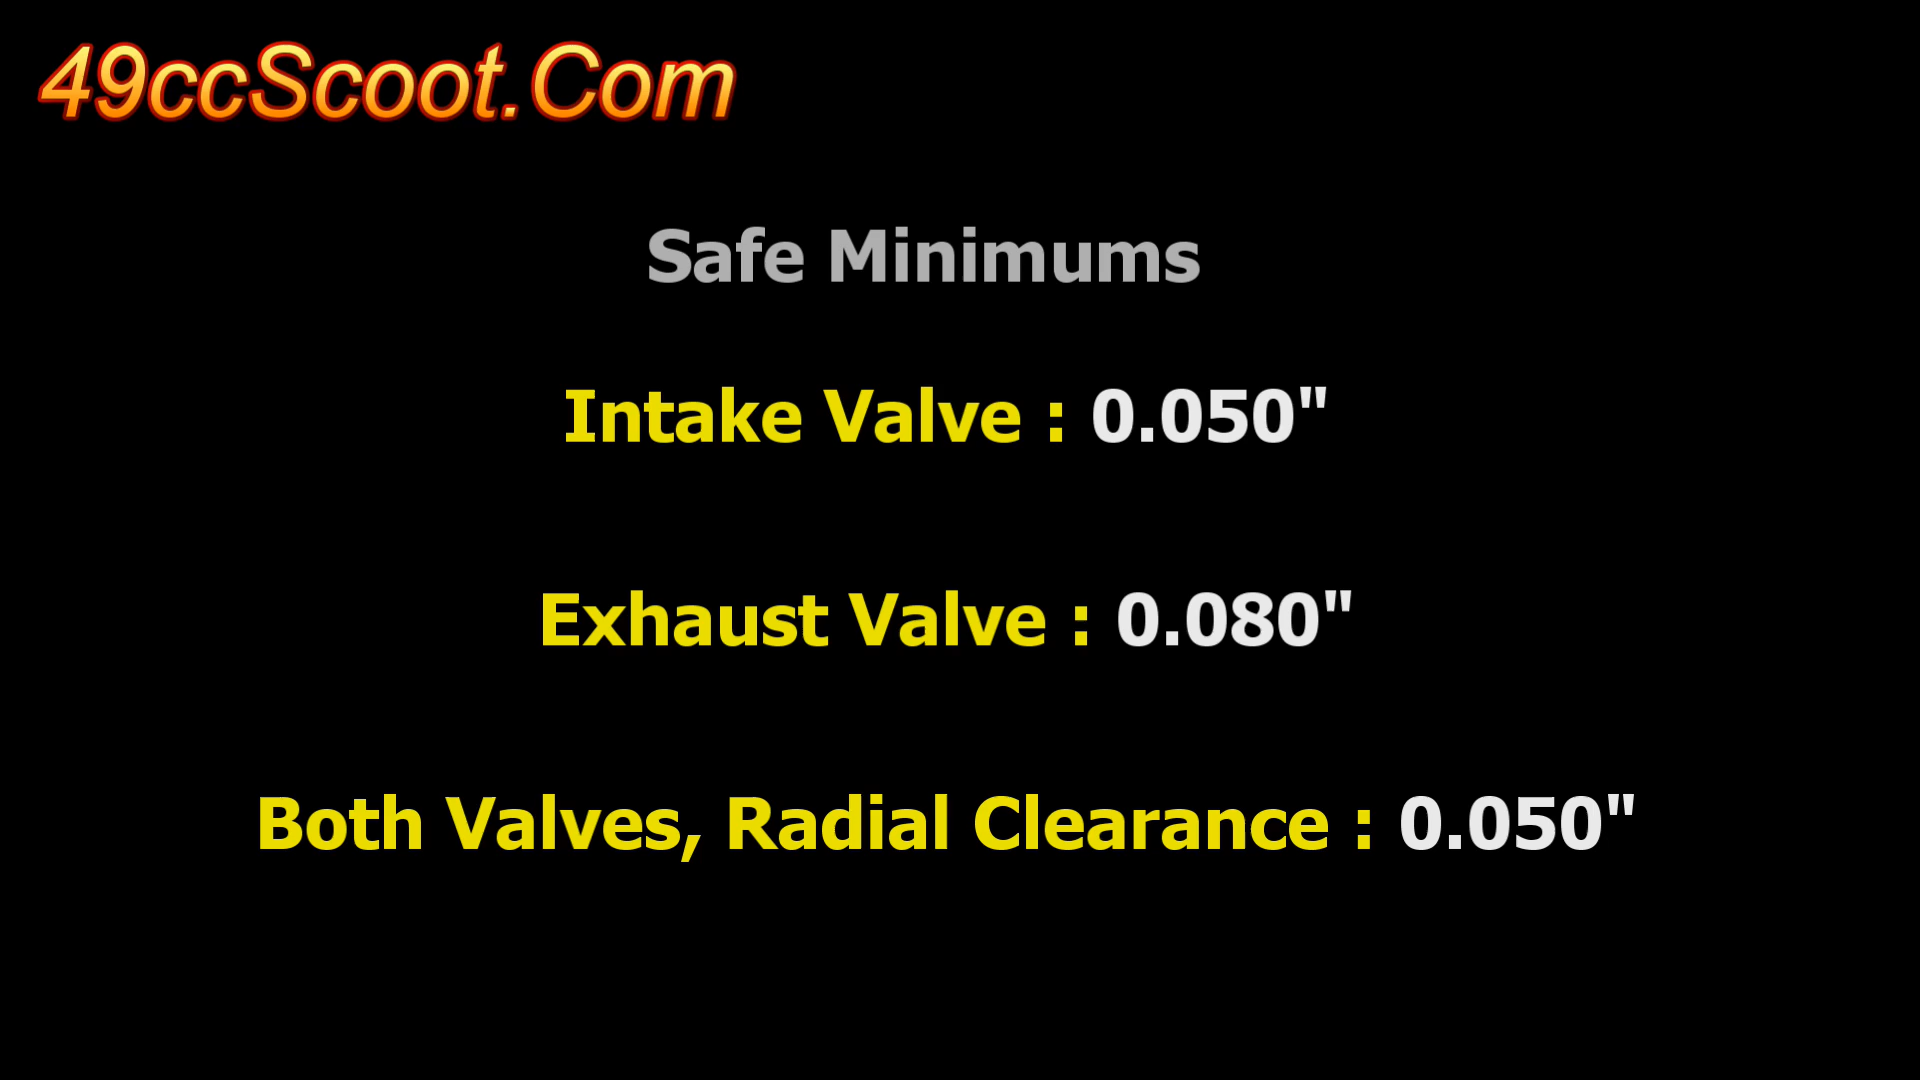 49ccScoot.Com
Safe Minimums
Intake Valve : 0.050"
Exhaust Valve : 0.080"
Both Valves, Radial Clearance : 0.050"